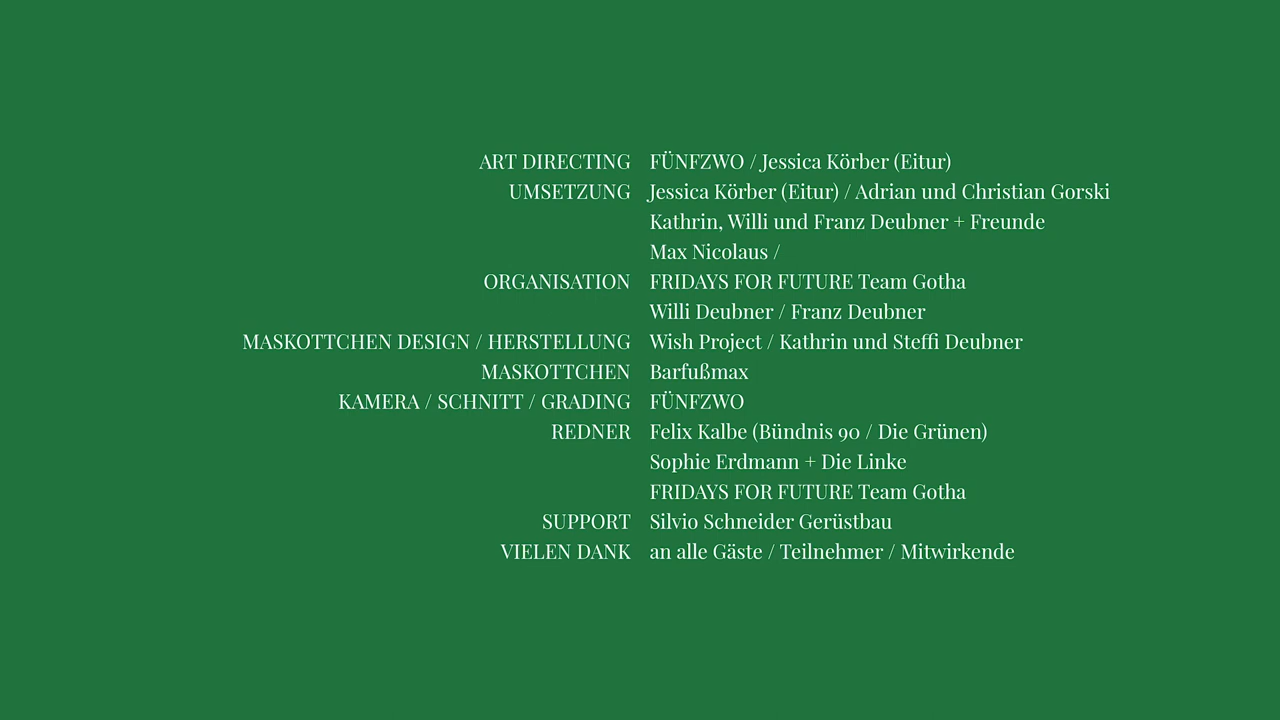 ART DIRECTING FÜNFZWO / Jessica Körber (Eitur)
UMSETZUNG Jessica Körber (Eitur) / Adrian und Christian Gorski
Kathrin, Willi und Franz Deubner + Freunde
Max Nicolaus /
ORGANISATION FRIDAYS FOR FUTURE Team Gotha
Willi Deubner / Franz Deubner
MASKOTTCHEN DESIGN / HERSTELLUNG Wish Project / Kathrin und Steffi Deubner
MASKOTTCHEN Barfußmax
KAMERA / SCHNITT / GRADING FÜNFZWO
REDNER Felix Kalbe (Bündnis 90 / Die Grünen)
Sophie Erdmann + Die Linke
FRIDAYS FOR FUTURE Team Gotha
SUPPORT Silvio Schneider Gerüstbau
VIELEN DANK an alle Gäste / Teilnehmer / Mitwirkende